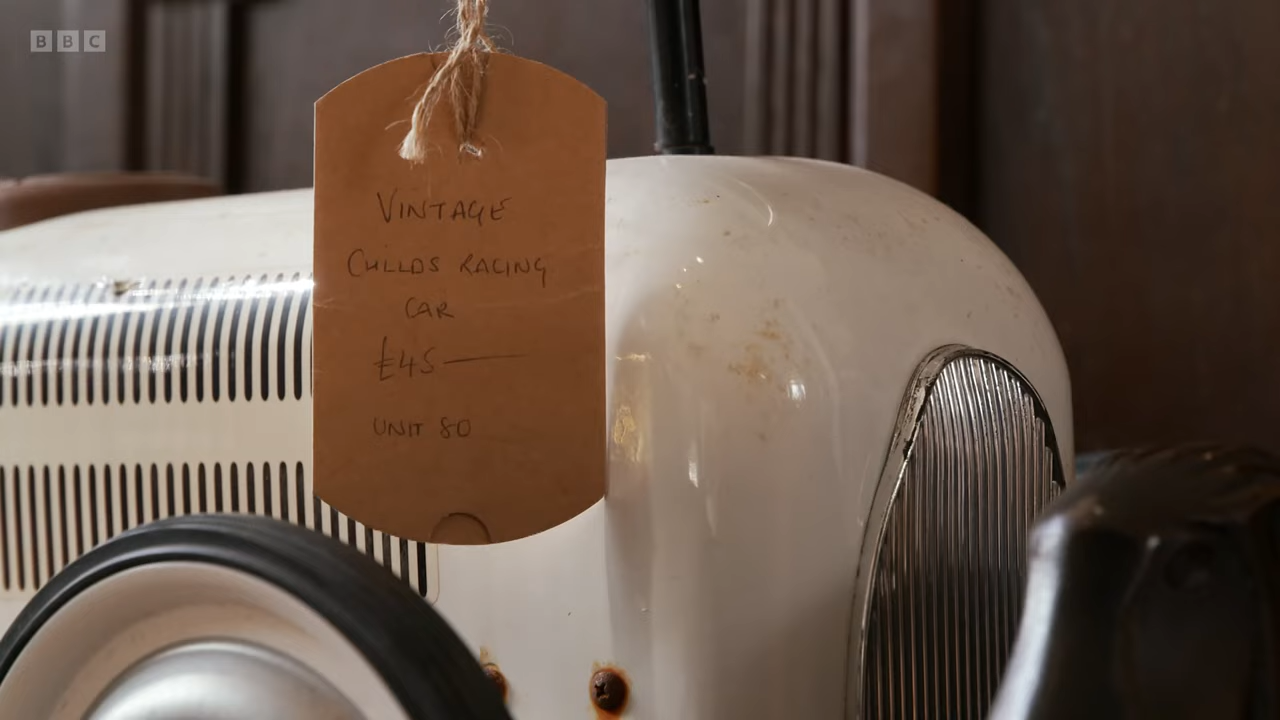 BBC
VINTAGE
CHILDS RACING
CAR
£45 —
UNIT 80